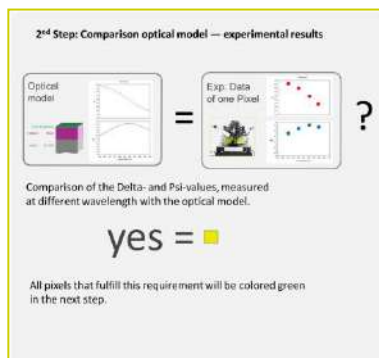 2nd Step: Comparison optical model — experimental results
Optical
model
=
Exp. Data
of one Pixel
?
Comparison of the Delta- and Psi-values, measured
at different wavelength with the optical model.
yes =
All pixels that fulfill this requirement will be colored green
in the next step.